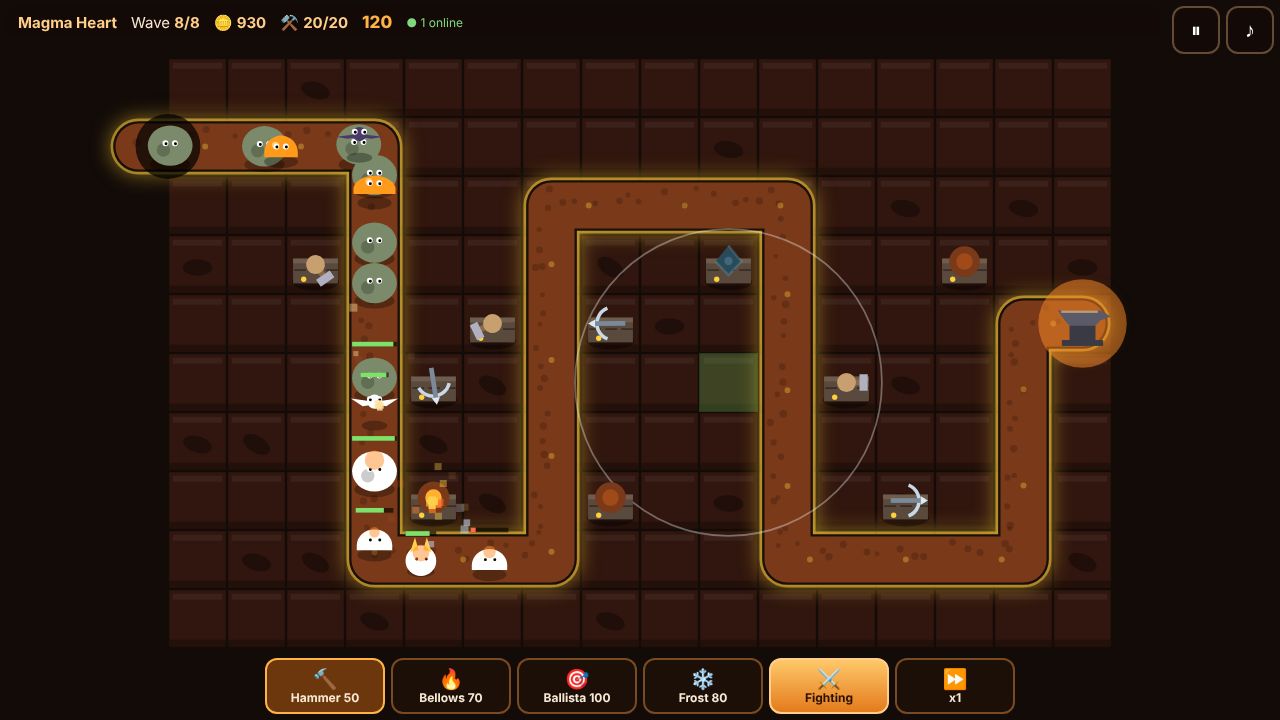 Magma Heart Wave 8/8 930 20/20 120 1 online
Hammer 50
Bellows 70
Ballista 100
Frost 80
Fighting
x1